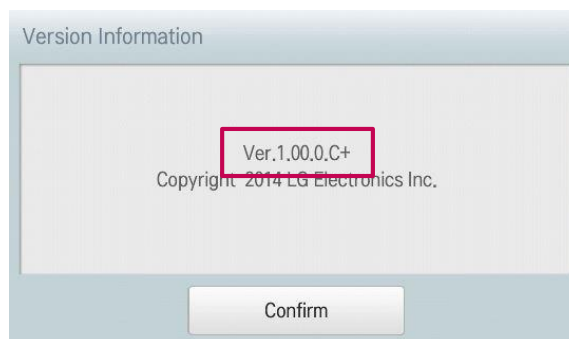 Version Information
Ver.1.00.0.C+
Copyright 2014 LG Electronics Inc.
Confirm